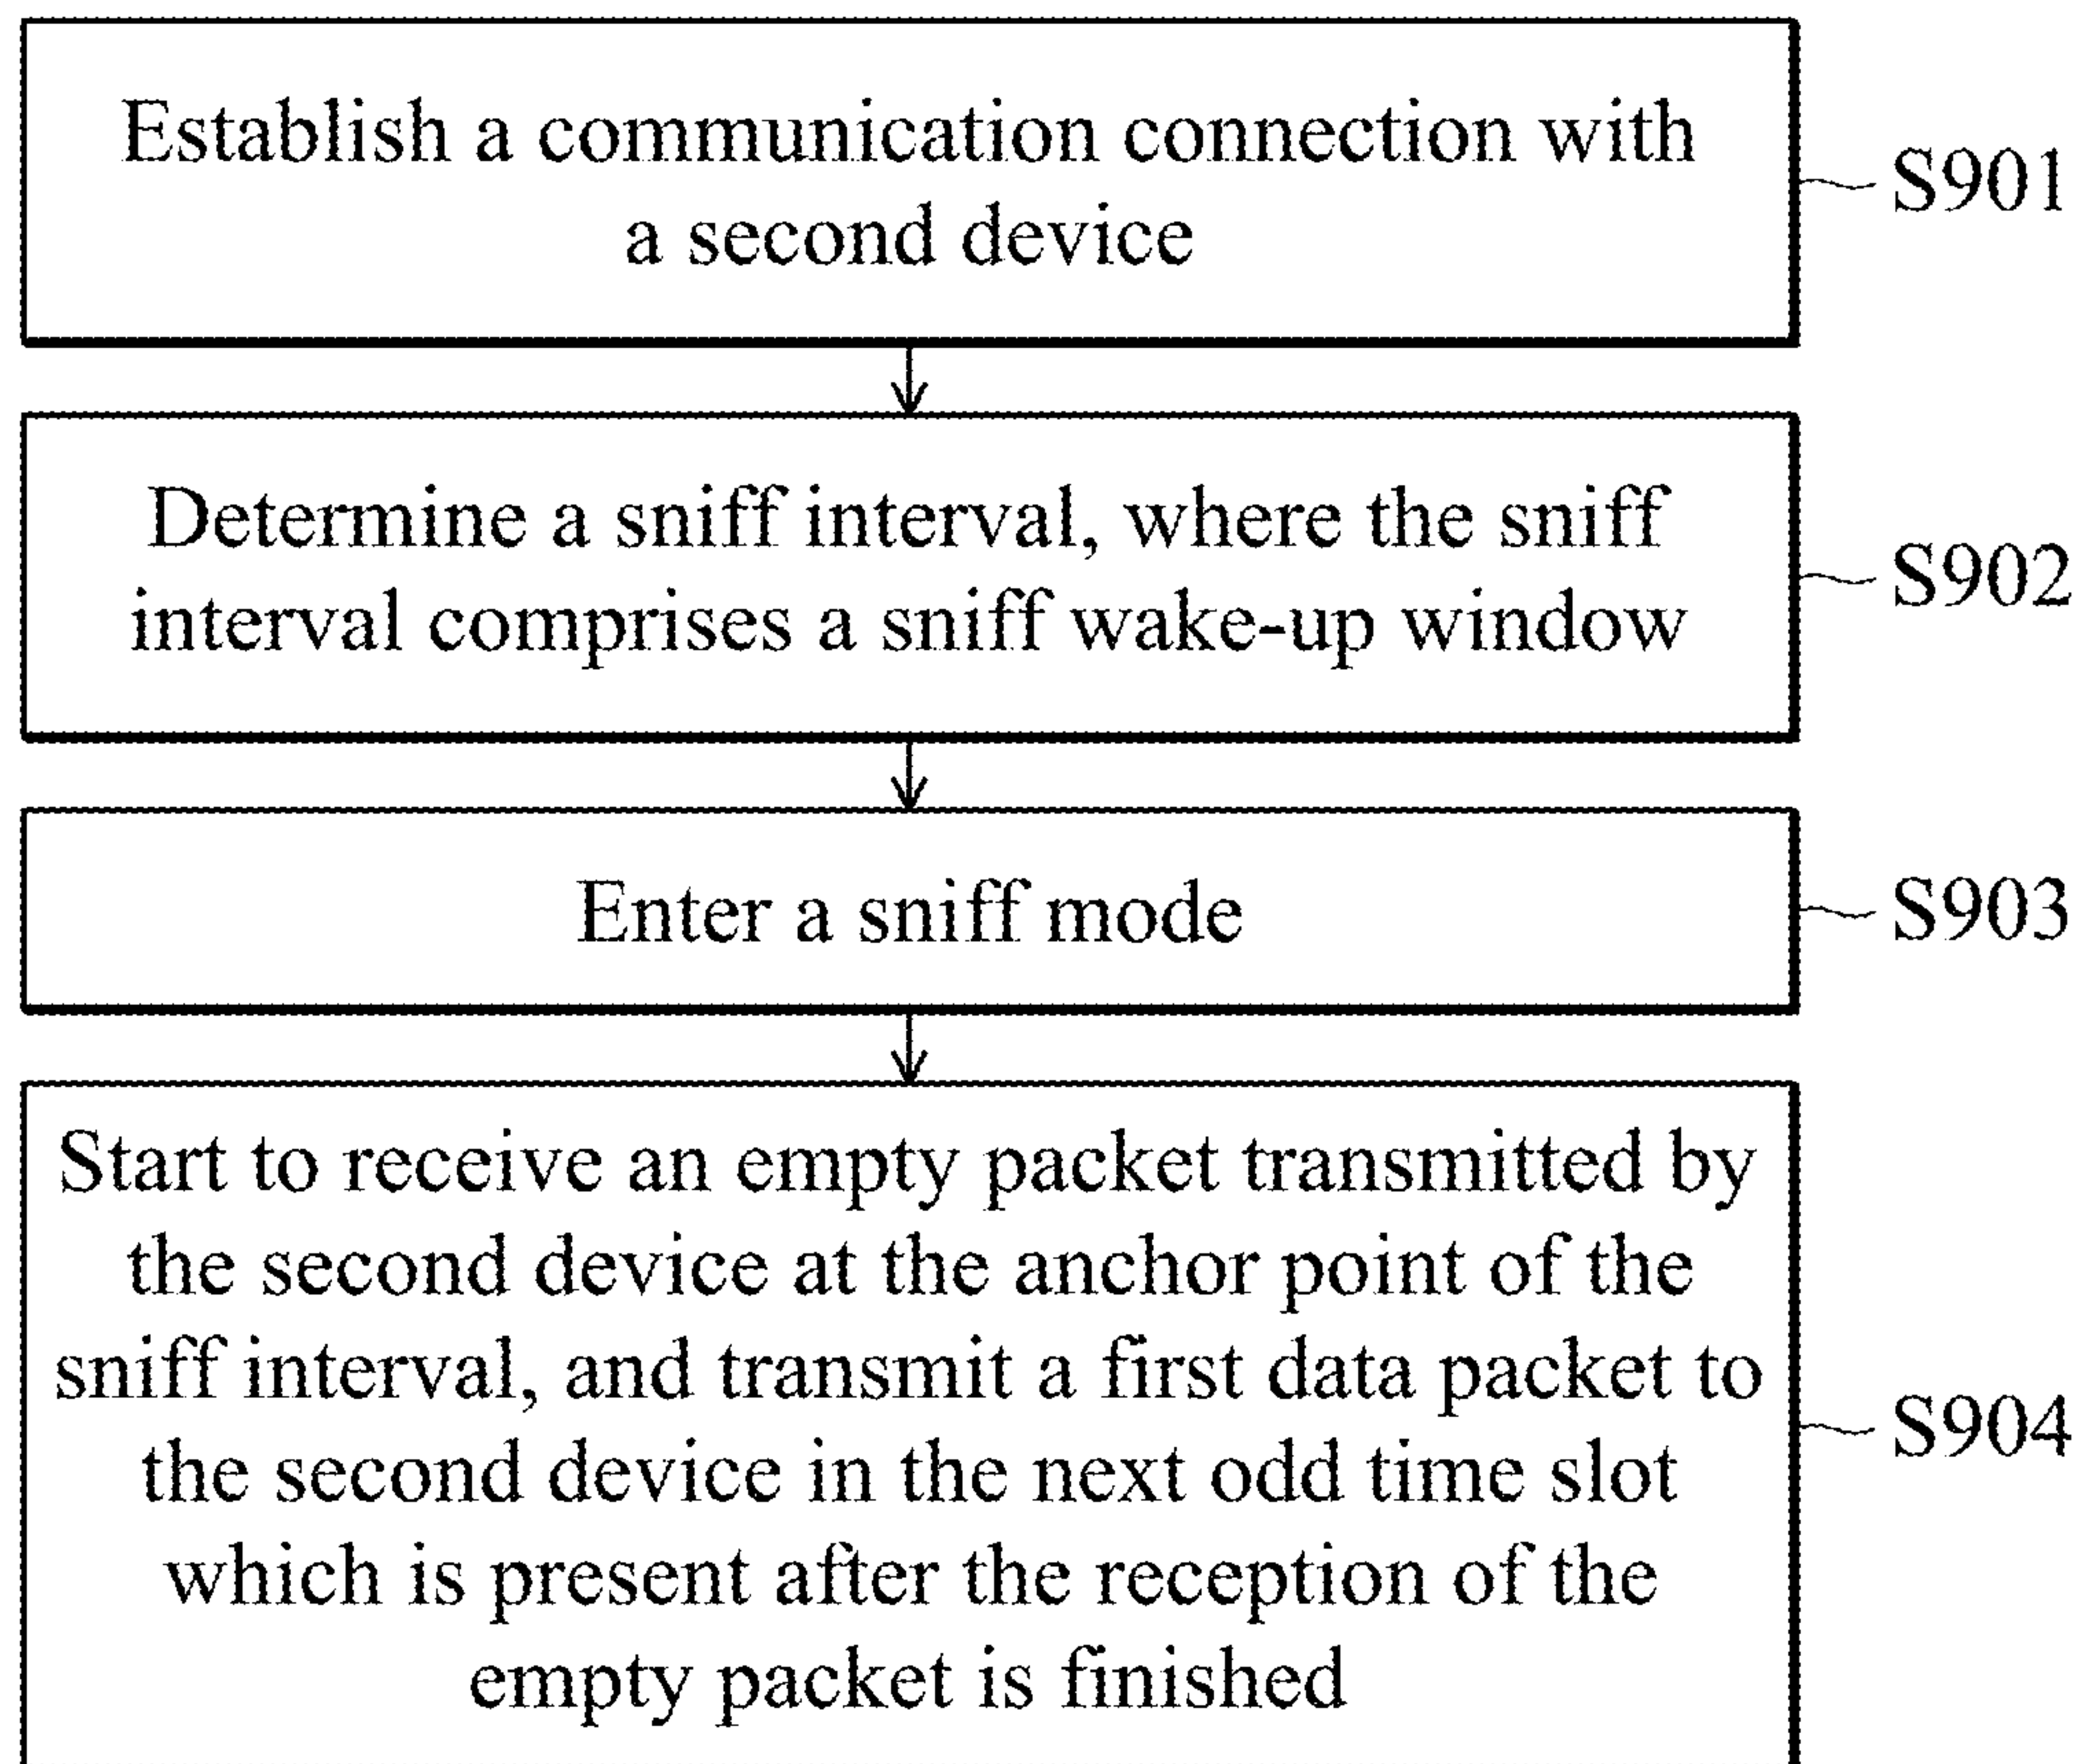 Establish a communication connection with
a second device
S901
Determine a sniff interval, where the sniff
interval comprises a sniff wake-up window
S902
Enter a sniff mode
S903
Start to receive an empty packet transmitted by
the second device at the anchor point of the
sniff interval, and transmit a first data packet to
the second device in the next odd time slot
which is present after the reception of the
empty packet is finished
S904